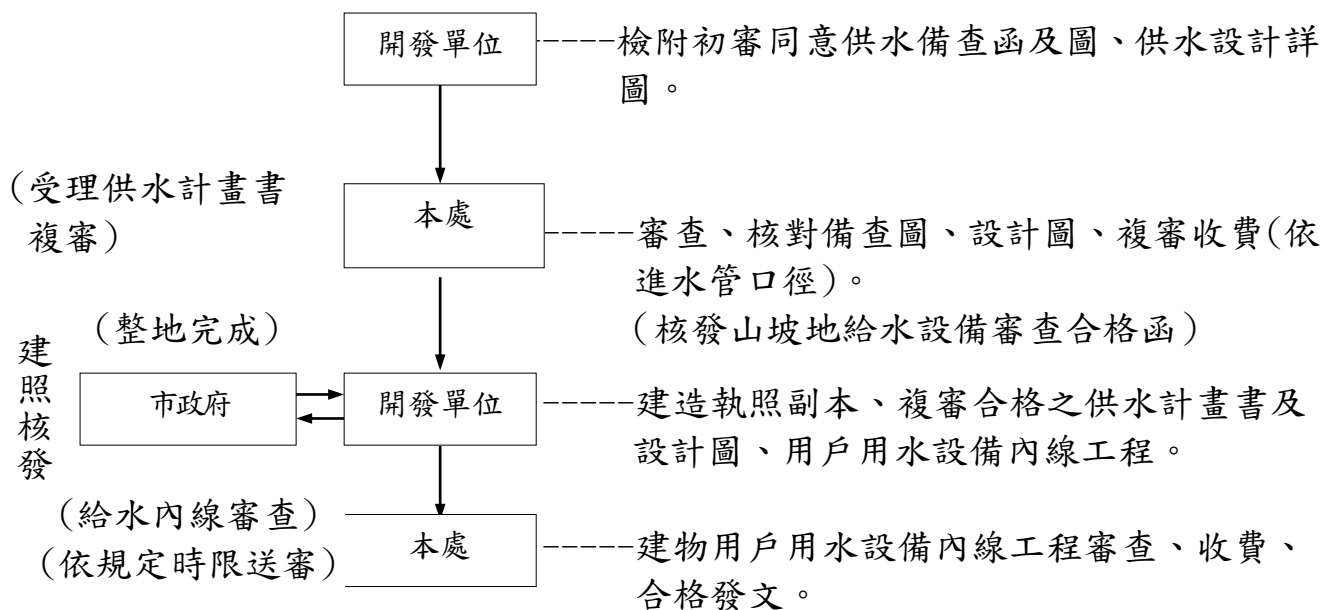 開發單位
-----檢附初審同意供水備查函及圖、供水設計詳
圖。
(受理供水計畫書
複審)
本處
-----審查、核對備查圖、設計圖、複審收費(依
進水管口徑)。
(核發山坡地給水設備審查合格函)
(整地完成)
建照核發
市政府
開發單位
-----建造執照副本、複審合格之供水計畫書及
設計圖、用戶用水設備內線工程。
(給水內線審查)
(依規定時限送審)
本處
-----建物用戶用水設備內線工程審查、收費、
合格發文。